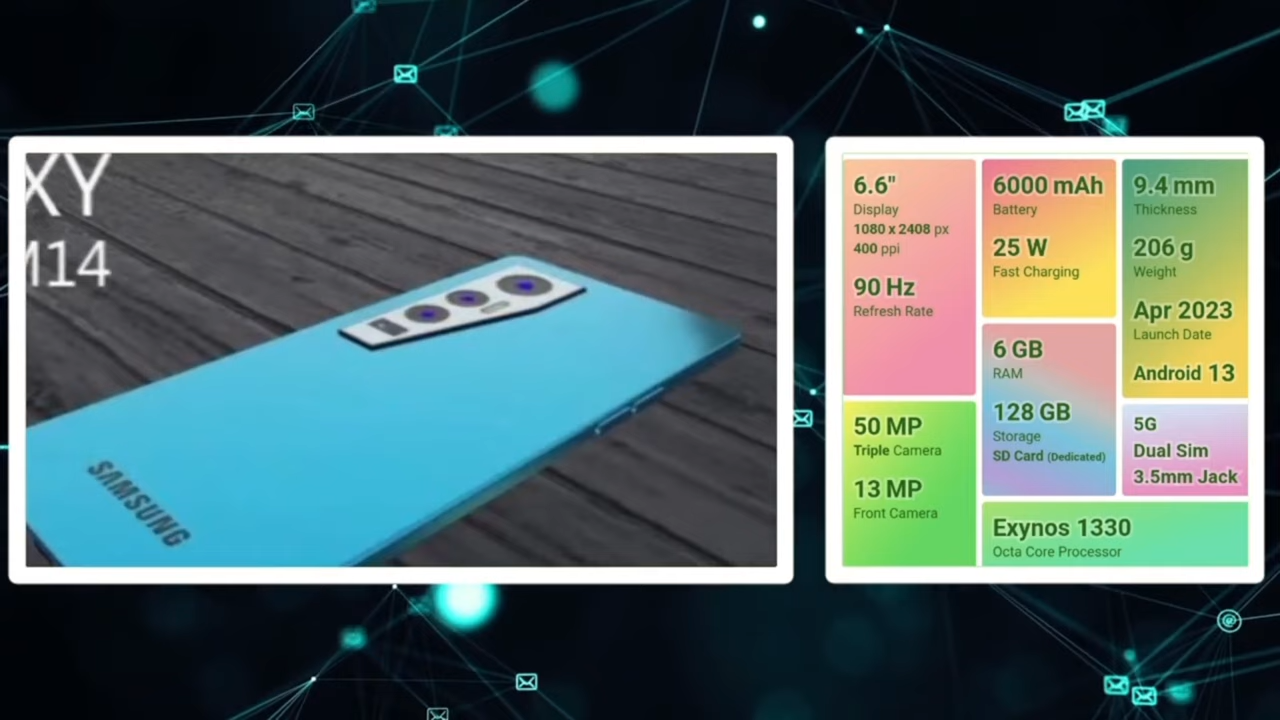 XY
M14
SAMSUNG
6.6"
Display
1080 x 2408 px
400 ppi
90 Hz
Refresh Rate
50 MP
Triple Camera
13 MP
Front Camera
6000 mAh
Battery
25 W
Fast Charging
6 GB
RAM
128 GB
Storage
SD Card (Dedicated)
9.4 mm
Thickness
206 g
Weight
Apr 2023
Launch Date
Android 13
5G
Dual Sim
3.5mm Jack
Exynos 1330
Octa Core Processor